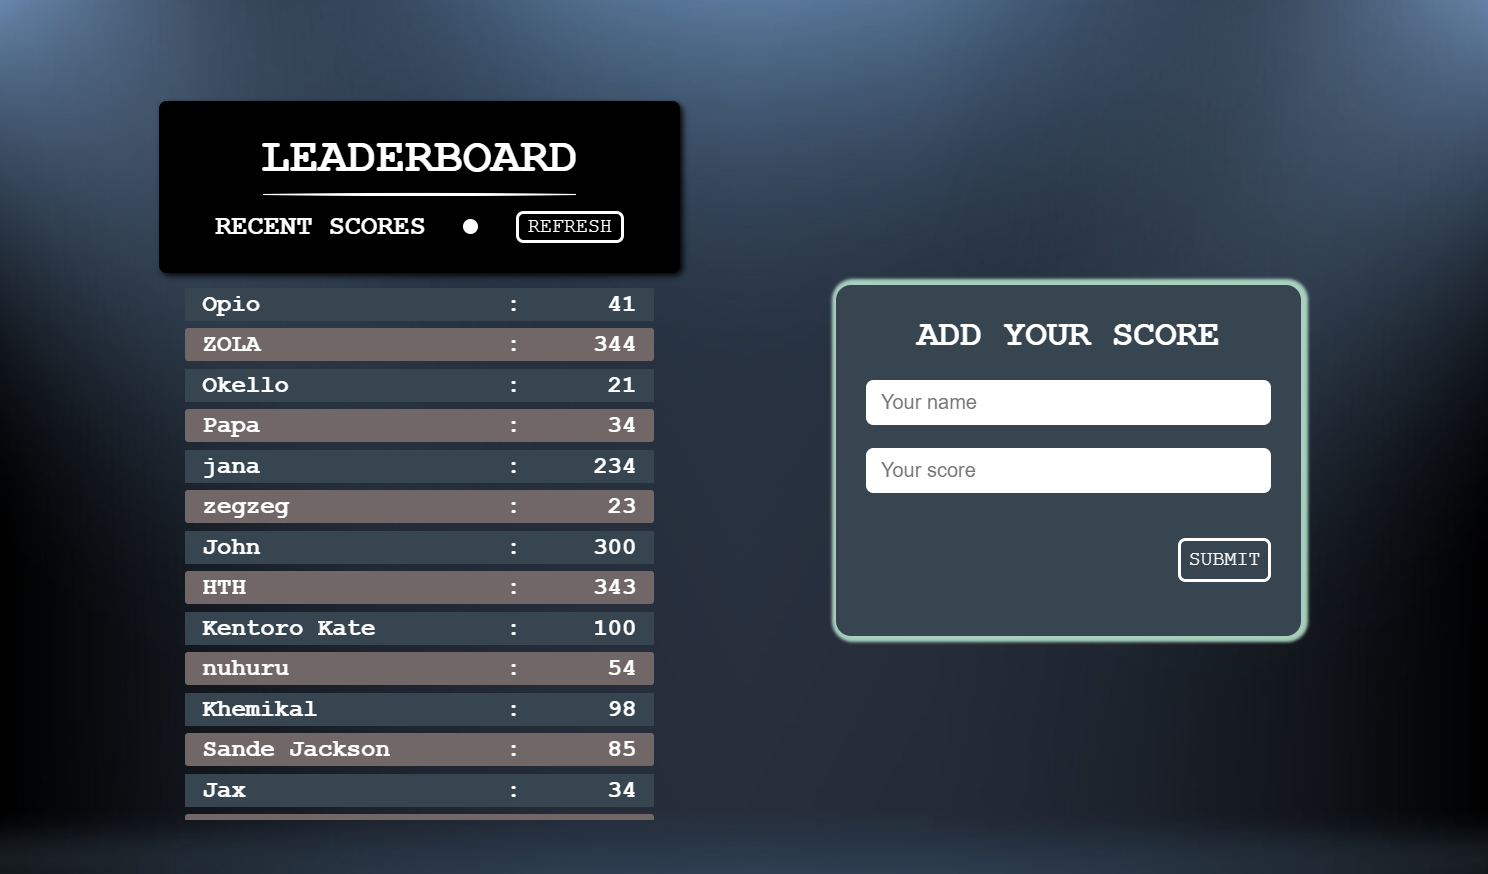 LEADERBOARD
RECENT SCORES REFRESH
Opio : 41
ZOLA : 344
Okello : 21
Papa : 34
jana : 234
zegzeg : 23
John : 300
HTH : 343
Kentoro Kate : 100
nuhuru : 54
Khemikal : 98
Sande Jackson : 85
Jax : 34
ADD YOUR SCORE
Your name
Your score
SUBMIT